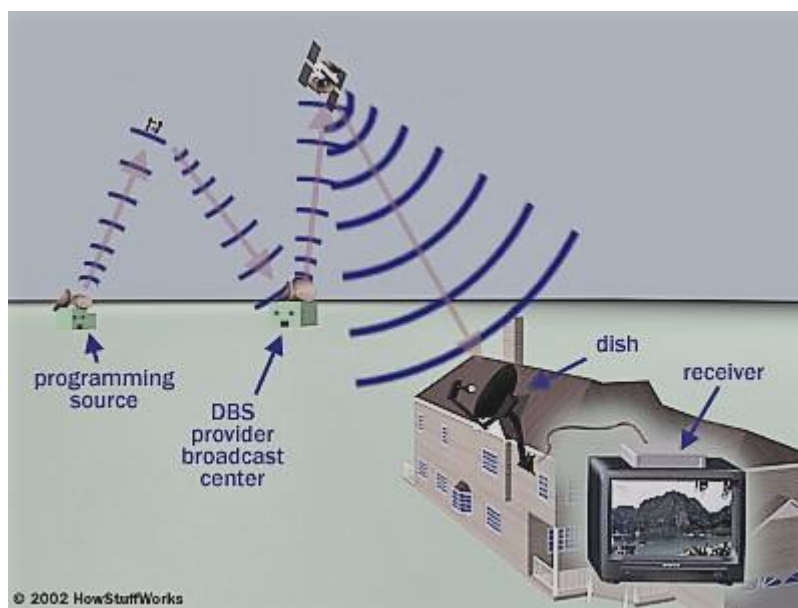 programming
source
DBS
provider
broadcast
center
dish
receiver
© 2002 HowStuffWorks